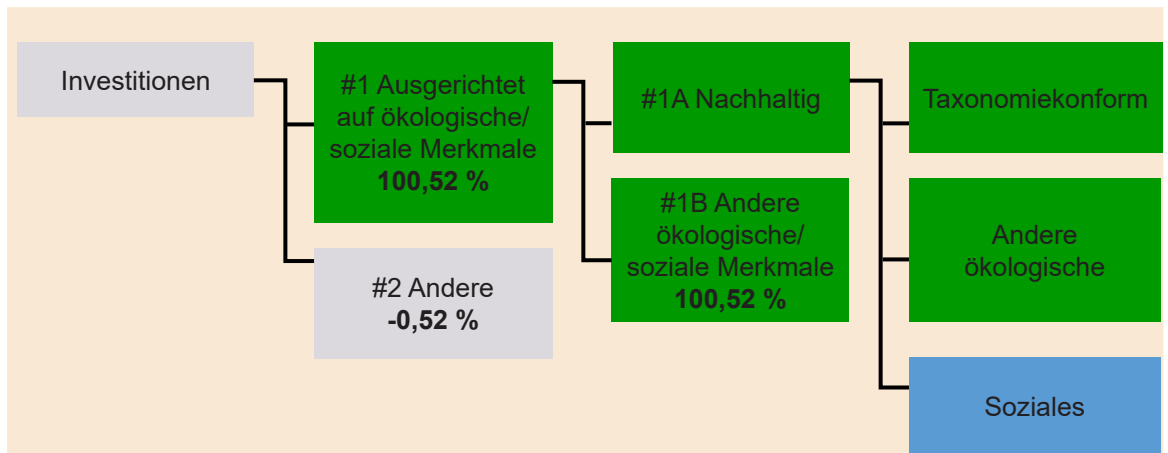 Investitionen
#1 Ausgerichtet
auf ökologische/
soziale Merkmale
100,52 %
#2 Andere
-0,52 %
#1A Nachhaltig
#1B Andere
ökologische/
soziale Merkmale
100,52 %
Taxonomiekonform
Andere
ökologische
Soziales